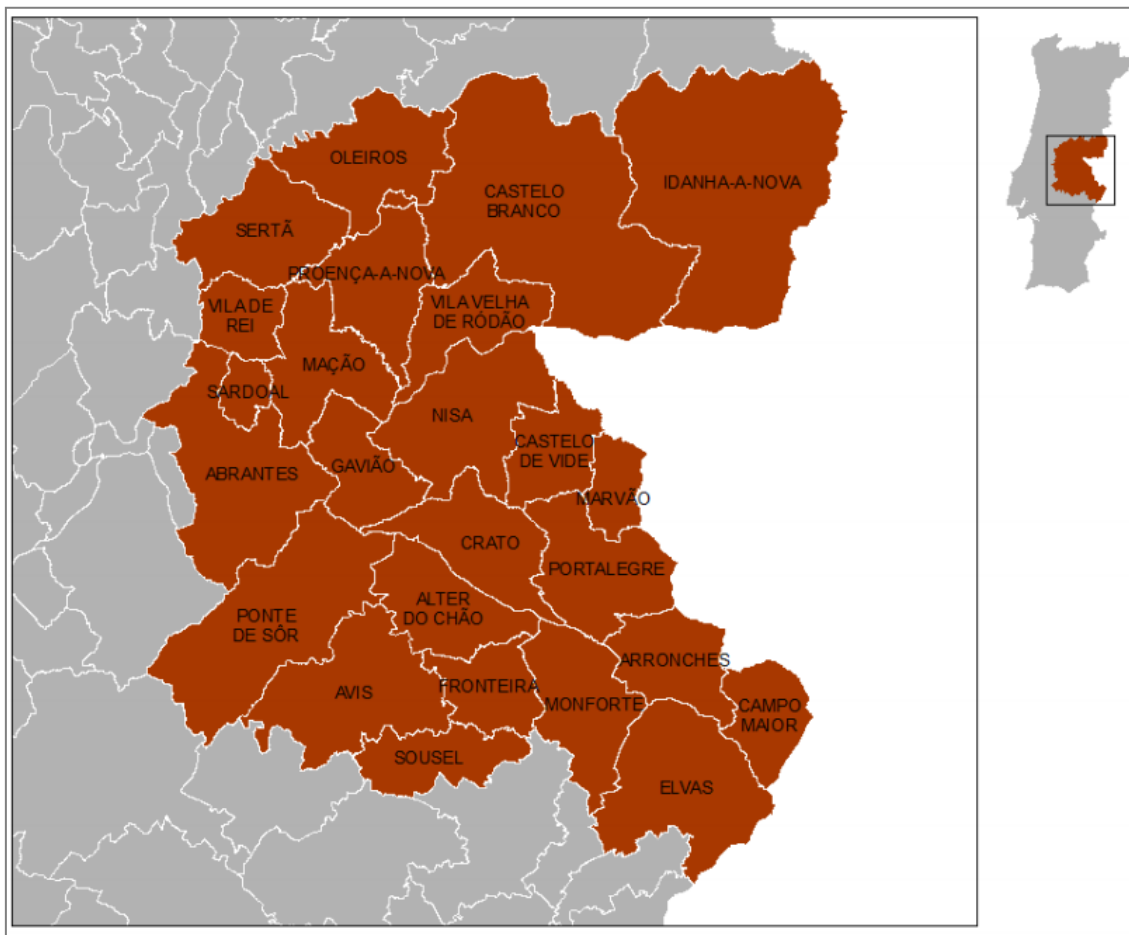 OLEIROS
IDANHA-A-NOVA
CASTELO
BRANCO
SERTÃ
PROENÇA-A-NOVA
VILA DE
REI
VILA VELHA
DE RÓDÃO
MAÇÃO
SARDOAL
NISA
CASTELO
DE VIDE
ABRANTES
GAVIÃO
MARVÃO
CRATO
PORTALEGRE
ALTER
DO CHÃO
PONTE
DE SÔR
ARRONCHES
AVIS
FRONTEIRA
MONFORTE
CAMPO
MAIOR
SOUSEL
ELVAS